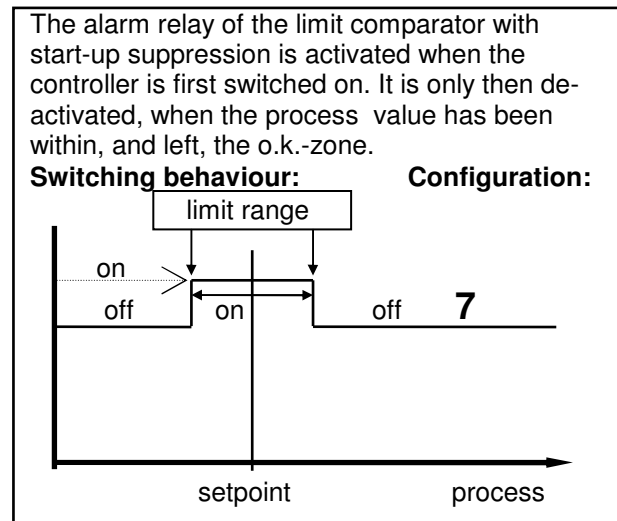 The alarm relay of the limit comparator with
start-up suppression is activated when the
controller is first switched on. It is only then de-
activated, when the process value has been
within, and left, the o.k.-zone.
Switching behaviour: Configuration:
limit range
on
off on off 7
setpoint process